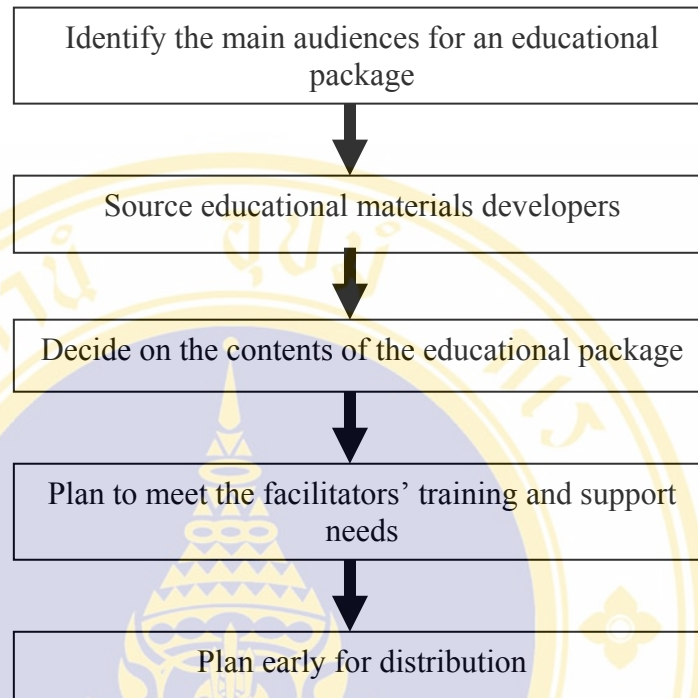 Identify the main audiences for an educational
package
Source educational materials developers
Decide on the contents of the educational package
Plan to meet the facilitators’ training and support
needs
Plan early for distribution